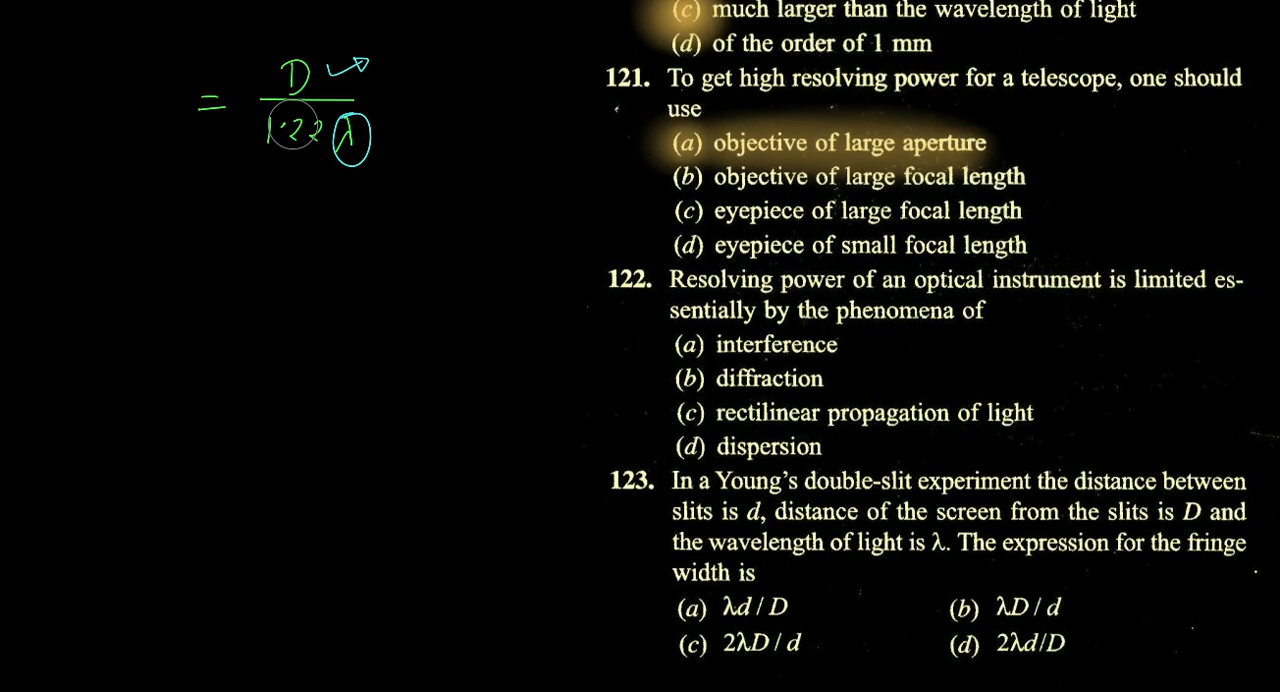 = D / 1.22 λ
(c) much larger than the wavelength of light
(d) of the order of 1 mm
121. To get high resolving power for a telescope, one should
use
(a) objective of large aperture
(b) objective of large focal length
(c) eyepiece of large focal length
(d) eyepiece of small focal length
122. Resolving power of an optical instrument is limited es-
sentially by the phenomena of
(a) interference
(b) diffraction
(c) rectilinear propagation of light
(d) dispersion
123. In a Young’s double-slit experiment the distance between
slits is d, distance of the screen from the slits is D and
the wavelength of light is λ. The expression for the fringe
width is
(a) λd / D (b) λD / d
(c) 2λD / d (d) 2λd/D